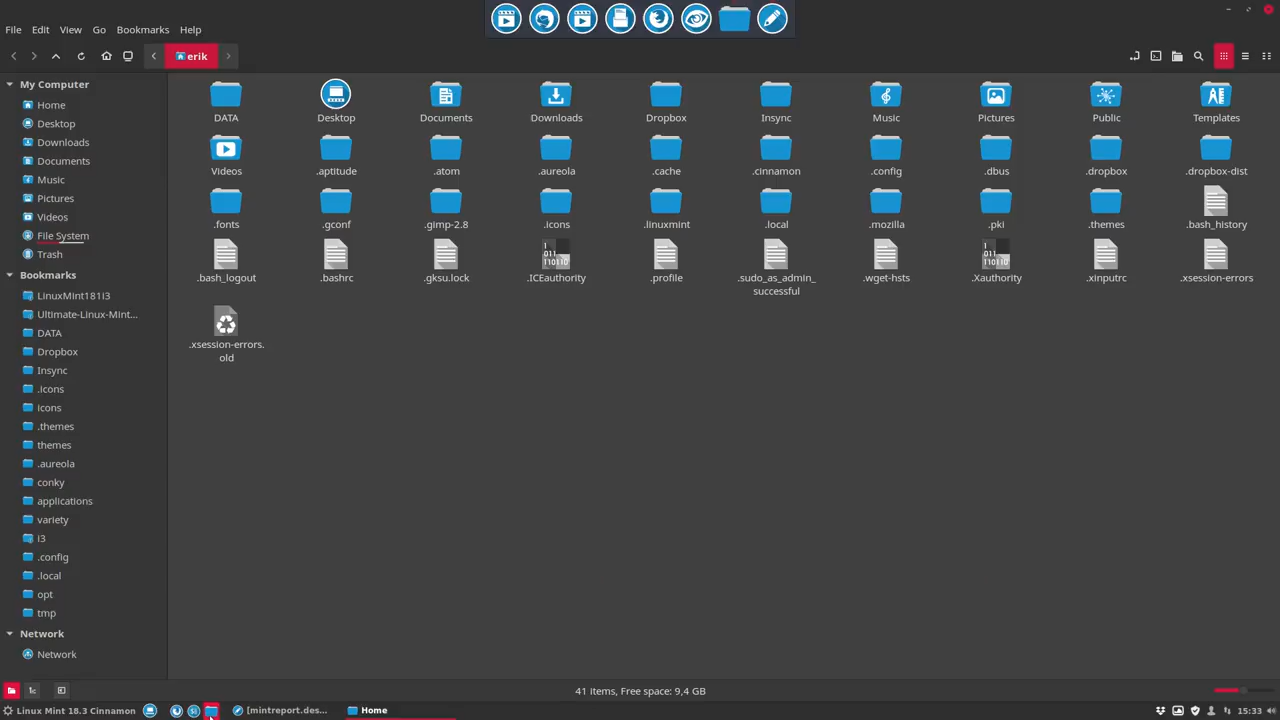 File Edit View Go Bookmarks Help
erik
My Computer
Home
Desktop
Downloads
Documents
Music
Pictures
Videos
File System
Trash
Bookmarks
LinuxMint181i3
Ultimate-Linux-Mint...
DATA
Dropbox
Insync
.icons
icons
.themes
themes
.aureola
conky
applications
variety
i3
.config
.local
opt
tmp
Network
Network
DATA Desktop Documents Downloads Dropbox Insync Music Pictures Public Templates
Videos .aptitude .atom .aureola .cache .cinnamon .config .dbus .dropbox .dropbox-dist
.fonts .gconf .gimp-2.8 .icons .linuxmint .local .mozilla .pki .themes .bash_history
.bash_logout .bashrc .gksu.lock .ICEauthority .profile .sudo_as_admin_
successful .wget-hsts .Xauthority .xinputrc .xsession-errors
.xsession-errors.
old
41 items, Free space: 9,4 GB
Linux Mint 18.3 Cinnamon [mintreport.des... Home 15:33